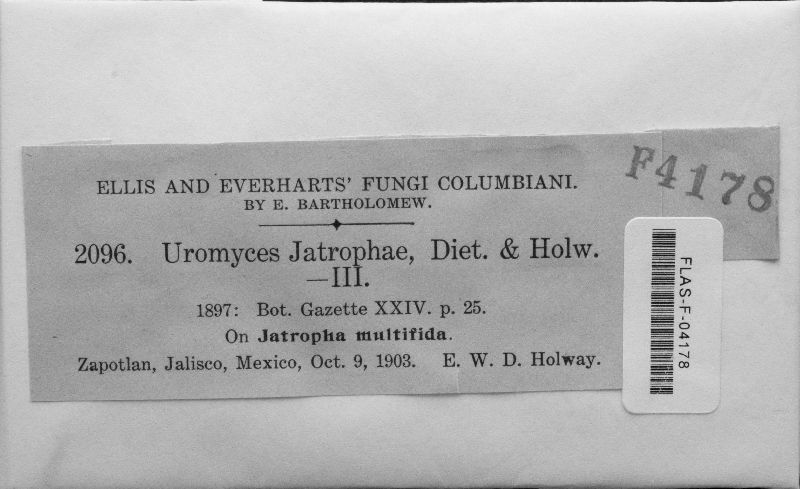 ELLIS AND EVERHARTS' FUNGI COLUMBIANI.
BY E. BARTHOLOMEW.
2096. Uromyces Jatrophae, Diet. & Holw.
—III.
1897: Bot. Gazette XXIV. p. 25.
On Jatropha multifida.
Zapotlan, Jalisco, Mexico, Oct. 9, 1903. E. W. D. Holway.
F4178
FLAS-F-04178